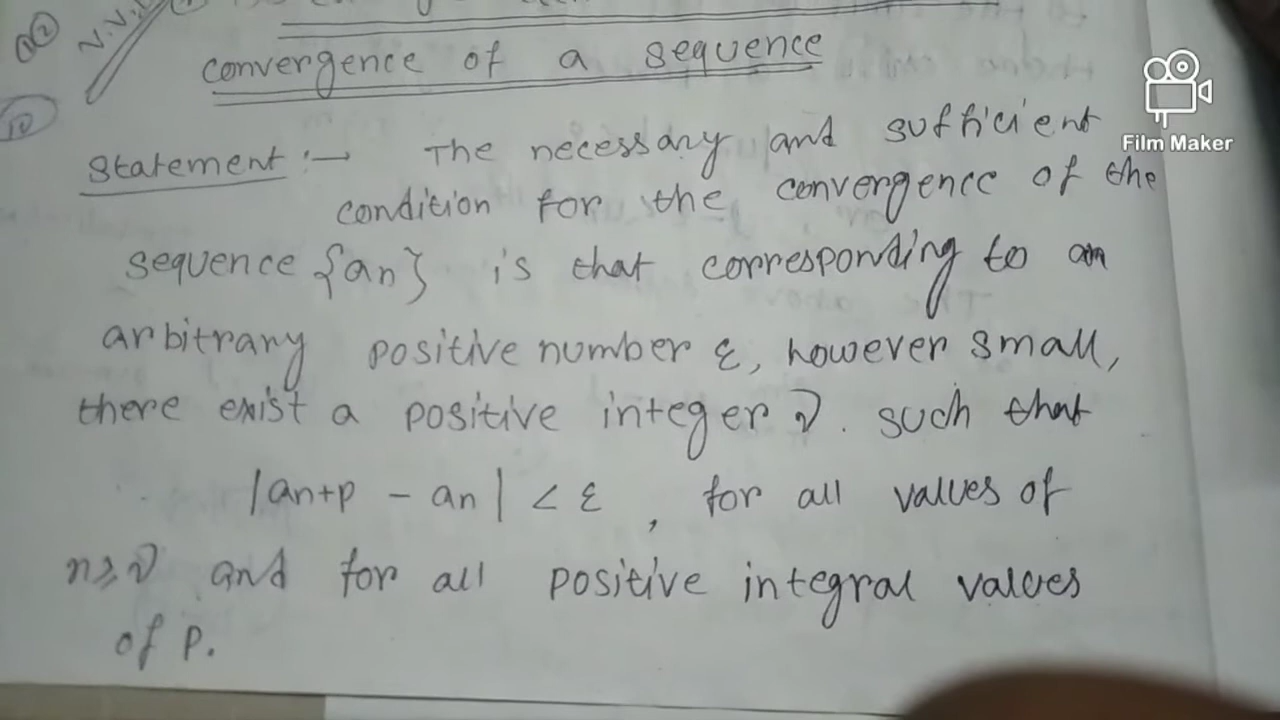 V.V.I
convergence of a sequence
10
Film Maker
Statement :- The necessary and sufficient
condition for the convergence of the
sequence {an} is that corresponding to an
arbitrary positive number ε, however small,
there exist a positive integer ν. such that
|an+p - an| < ε, for all values of
n≥ν and for all positive integral values
of p.